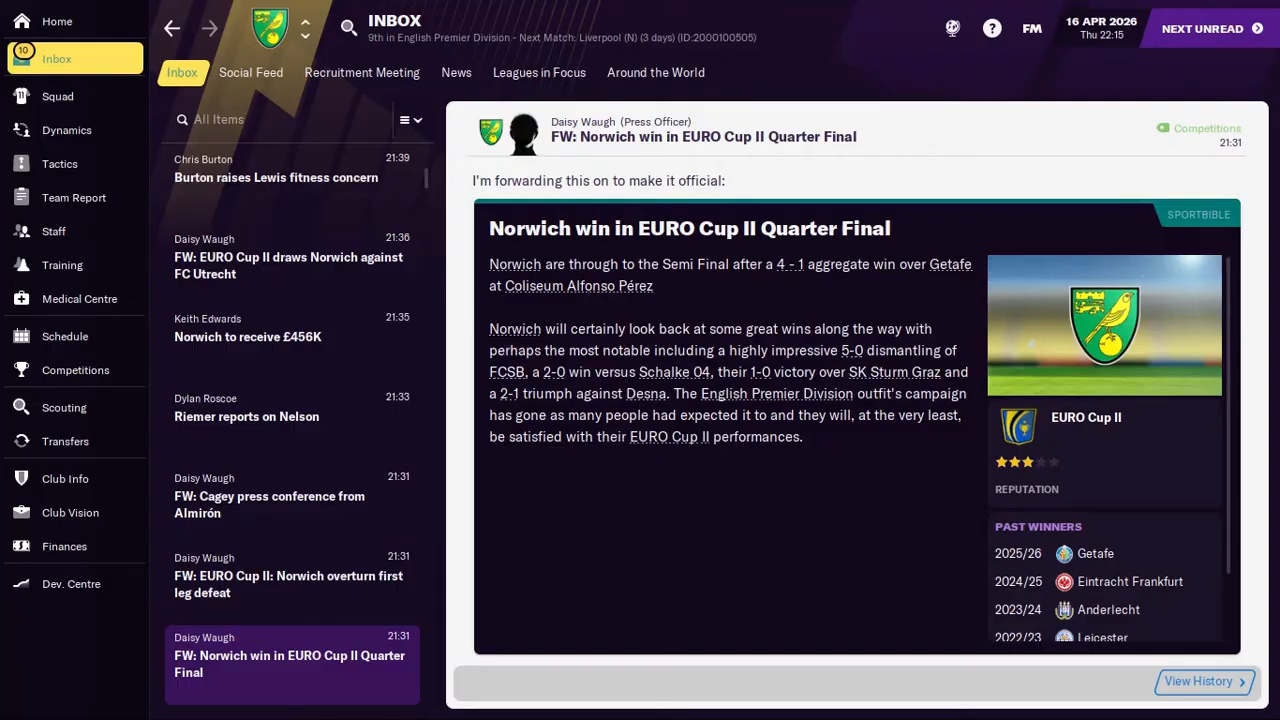 Home
10
Inbox
Squad
Dynamics
Tactics
Team Report
Staff
Training
Medical Centre
Schedule
Competitions
Scouting
Transfers
Club Info
Club Vision
Finances
Dev. Centre
INBOX
9th in English Premier Division - Next Match: Liverpool (N) (3 days) (ID:2000100505)
?
FM
16 APR 2026
Thu 22:15
NEXT UNREAD
Inbox
Social Feed
Recruitment Meeting
News
Leagues in Focus
Around the World
All Items
Chris Burton 21:39
Burton raises Lewis fitness concern
Daisy Waugh 21:36
FW: EURO Cup II draws Norwich against
FC Utrecht
Keith Edwards 21:35
Norwich to receive £456K
Dylan Roscoe 21:33
Riemer reports on Nelson
Daisy Waugh 21:31
FW: Cagey press conference from
Almirón
Daisy Waugh 21:31
FW: EURO Cup II: Norwich overturn first
leg defeat
Daisy Waugh 21:31
FW: Norwich win in EURO Cup II Quarter
Final
Daisy Waugh (Press Officer)
FW: Norwich win in EURO Cup II Quarter Final
Competitions
21:31
I'm forwarding this on to make it official:
SPORTBIBLE
Norwich win in EURO Cup II Quarter Final
Norwich are through to the Semi Final after a 4 - 1 aggregate win over Getafe
at Coliseum Alfonso Pérez
Norwich will certainly look back at some great wins along the way with
perhaps the most notable including a highly impressive 5-0 dismantling of
FCSB, a 2-0 win versus Schalke 04, their 1-0 victory over SK Sturm Graz and
a 2-1 triumph against Desna. The English Premier Division outfit's campaign
has gone as many people had expected it to and they will, at the very least,
be satisfied with their EURO Cup II performances.
EURO Cup II
REPUTATION
PAST WINNERS
2025/26 Getafe
2024/25 Eintracht Frankfurt
2023/24 Anderlecht
2022/23 Leicester
View History